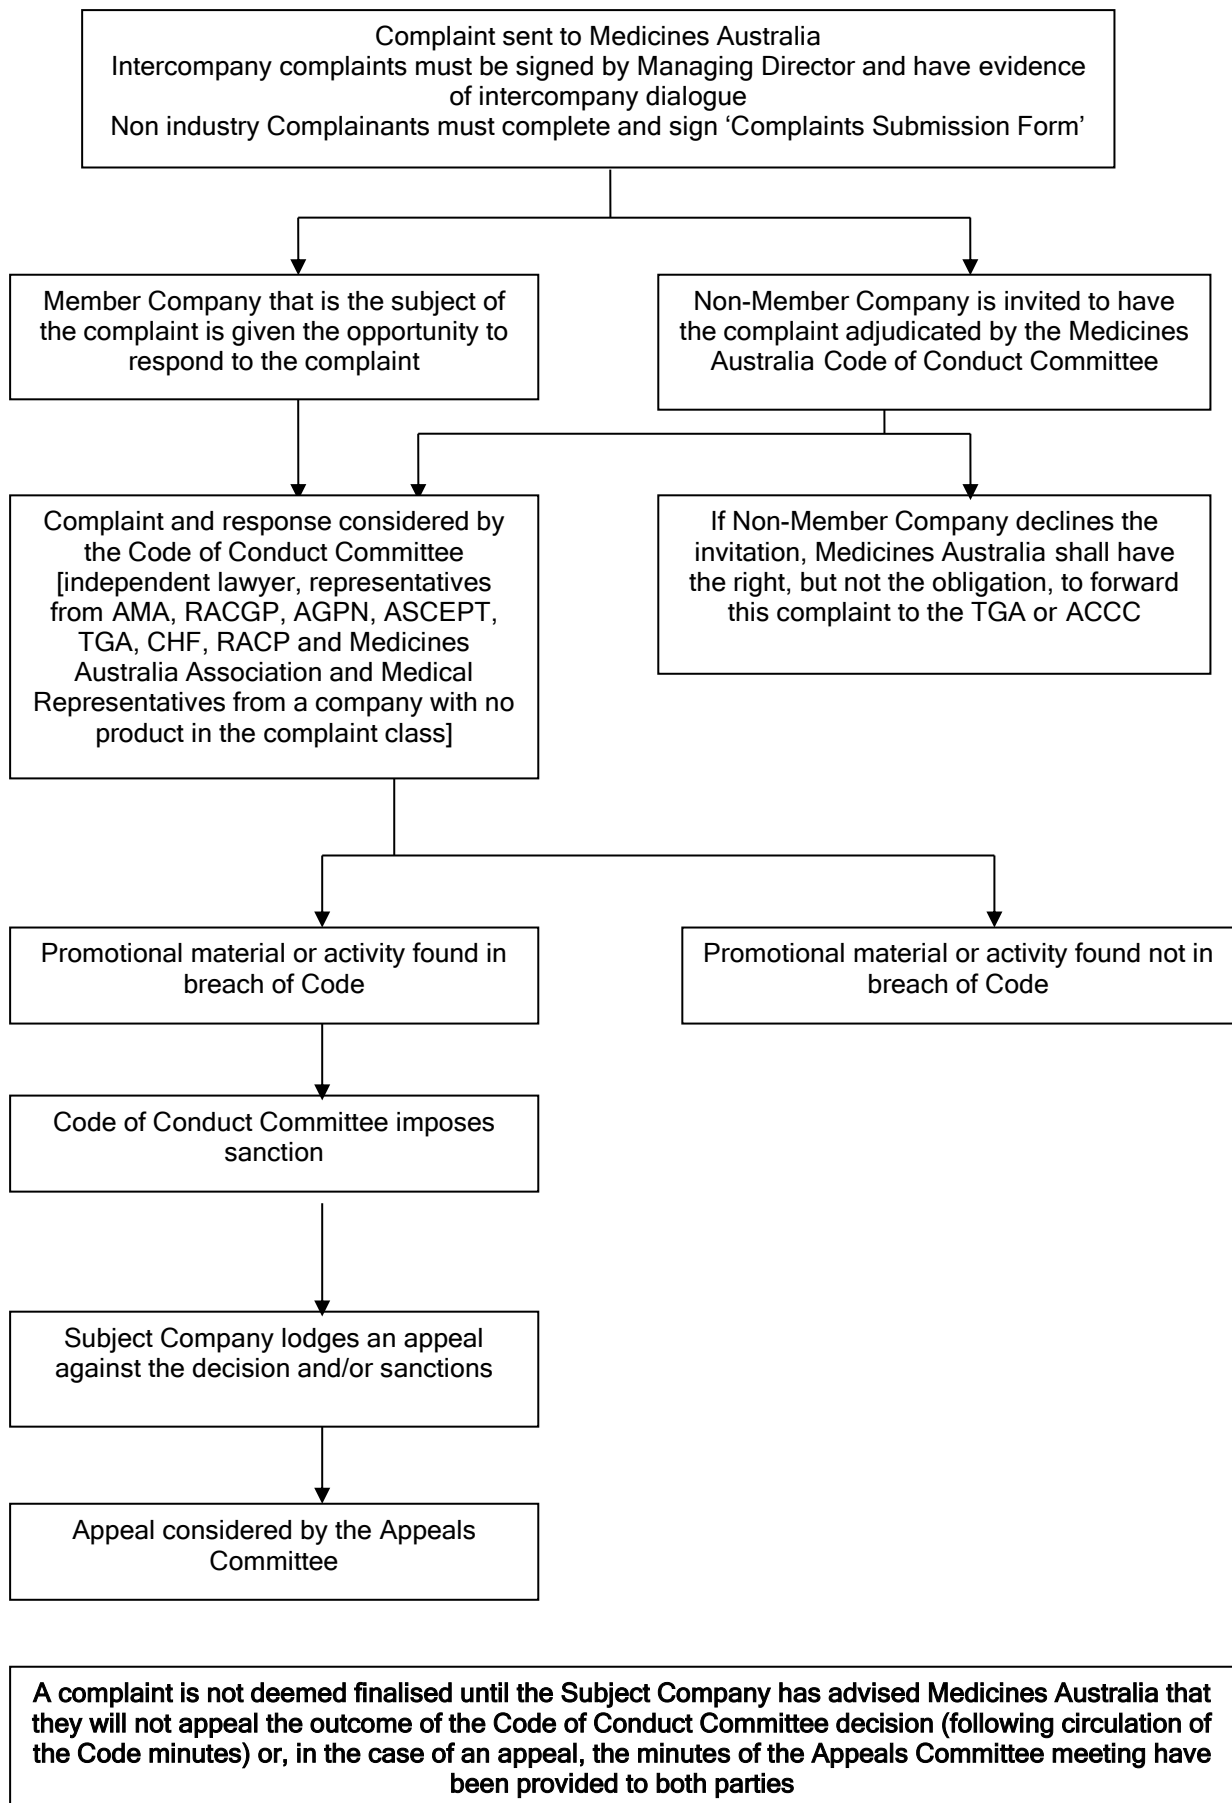 Complaint sent to Medicines Australia
Intercompany complaints must be signed by Managing Director and have evidence
of intercompany dialogue
Non industry Complainants must complete and sign ‘Complaints Submission Form’
Member Company that is the subject of
the complaint is given the opportunity to
respond to the complaint
Non-Member Company is invited to have
the complaint adjudicated by the Medicines
Australia Code of Conduct Committee
Complaint and response considered by
the Code of Conduct Committee
[independent lawyer, representatives
from AMA, RACGP, AGPN, ASCEPT,
TGA, CHF, RACP and Medicines
Australia Association and Medical
Representatives from a company with no
product in the complaint class]
If Non-Member Company declines the
invitation, Medicines Australia shall have
the right, but not the obligation, to forward
this complaint to the TGA or ACCC
Promotional material or activity found in
breach of Code
Promotional material or activity found not in
breach of Code
Code of Conduct Committee imposes
sanction
Subject Company lodges an appeal
against the decision and/or sanctions
Appeal considered by the Appeals
Committee
A complaint is not deemed finalised until the Subject Company has advised Medicines Australia that
they will not appeal the outcome of the Code of Conduct Committee decision (following circulation of
the Code minutes) or, in the case of an appeal, the minutes of the Appeals Committee meeting have
been provided to both parties